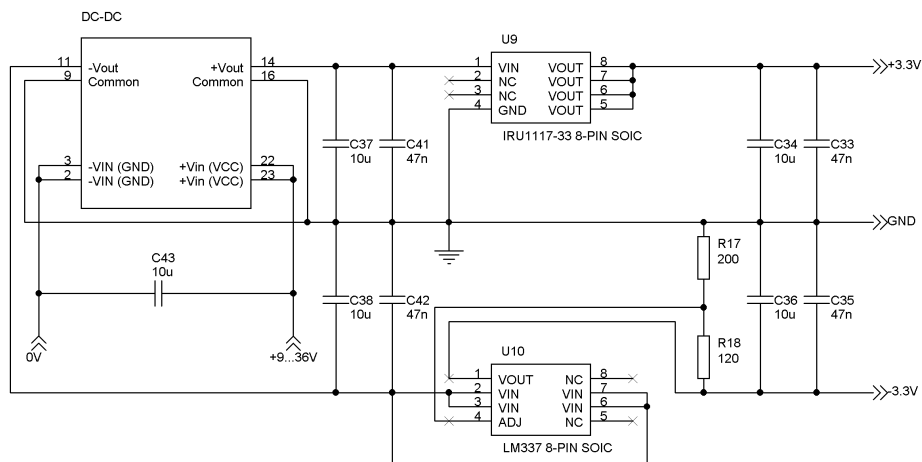 DC-DC
11 -Vout +Vout 14
9 Common Common 16
3 -VIN (GND) +Vin (VCC) 22
2 -VIN (GND) +Vin (VCC) 23
C43
10u
0V
+9...36V
C37
10u
C41
47n
C38
10u
C42
47n
U9
1 VIN VOUT 8
2 NC VOUT 7
3 NC VOUT 6
4 GND VOUT 5
IRU1117-33 8-PIN SOIC
C34
10u
C33
47n
+3.3V
GND
R17
200
R18
120
C36
10u
C35
47n
-3.3V
U10
1 VOUT NC 8
2 VIN VIN 7
3 VIN VIN 6
4 ADJ NC 5
LM337 8-PIN SOIC